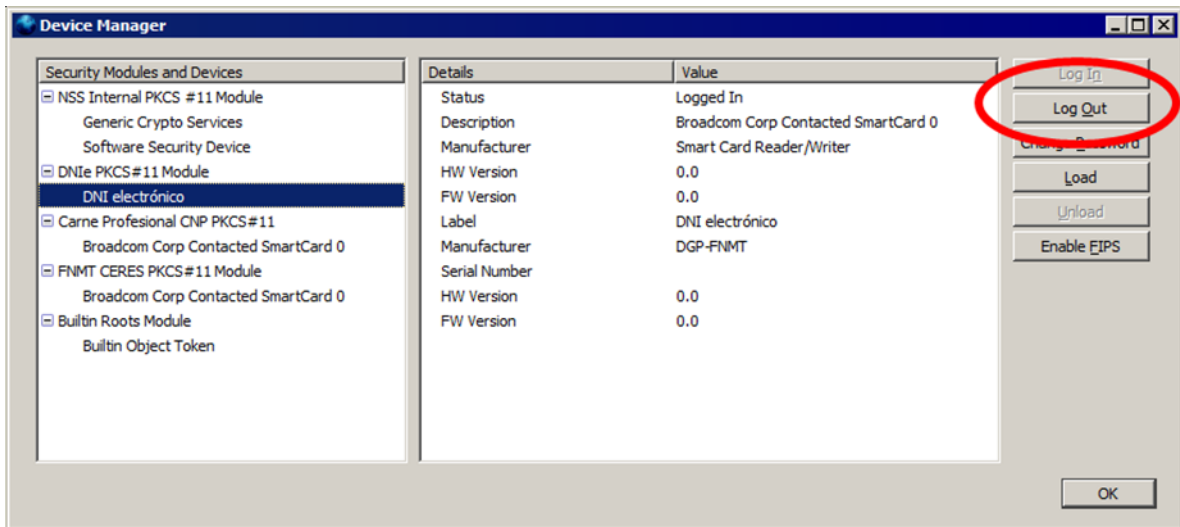 Device Manager
Security Modules and Devices
NSS Internal PKCS #11 Module
Generic Crypto Services
Software Security Device
DNIe PKCS#11 Module
DNI electrónico
Carne Profesional CNP PKCS#11
Broadcom Corp Contacted SmartCard 0
FNMT CERES PKCS#11 Module
Broadcom Corp Contacted SmartCard 0
Builtin Roots Module
Builtin Object Token
Details Value
Status Logged In
Description Broadcom Corp Contacted SmartCard 0
Manufacturer Smart Card Reader/Writer
HW Version 0.0
FW Version 0.0
Label DNI electrónico
Manufacturer DGP-FNMT
Serial Number
HW Version 0.0
FW Version 0.0
Log In
Log Out
Change Password
Load
Unload
Enable FIPS
OK